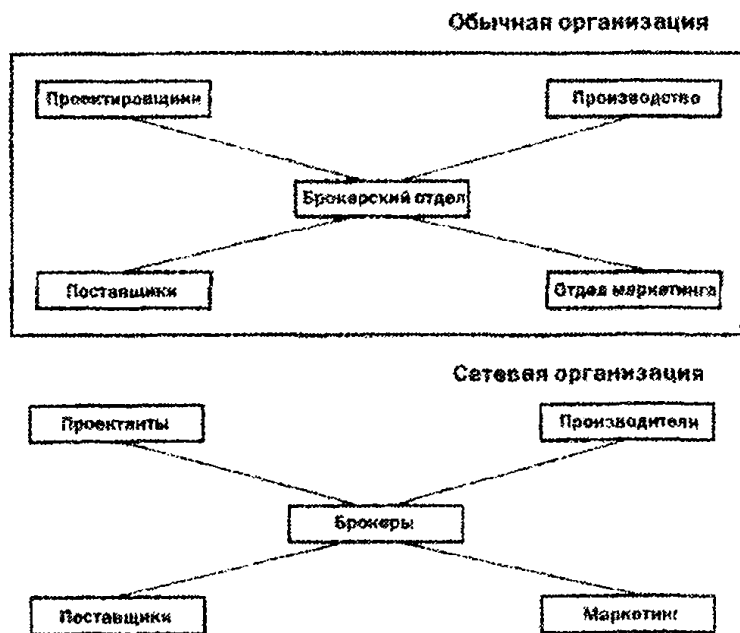 Обычная организация
Проектировщики
Производство
Брокерский отдел
Поставщики
Отдел маркетинга
Сетевая организация
Проектанты
Производители
Брокеры
Поставщики
Маркетинг